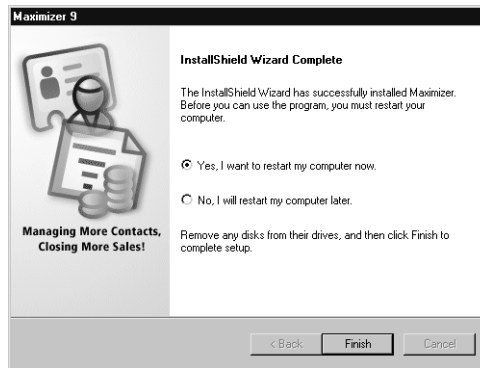 Maximizer 9
InstallShield Wizard Complete
The InstallShield Wizard has successfully installed Maximizer.
Before you can use the program, you must restart your
computer.
Yes, I want to restart my computer now.
No, I will restart my computer later.
Remove any disks from their drives, and then click Finish to
complete setup.
Managing More Contacts,
Closing More Sales!
< Back
Finish
Cancel